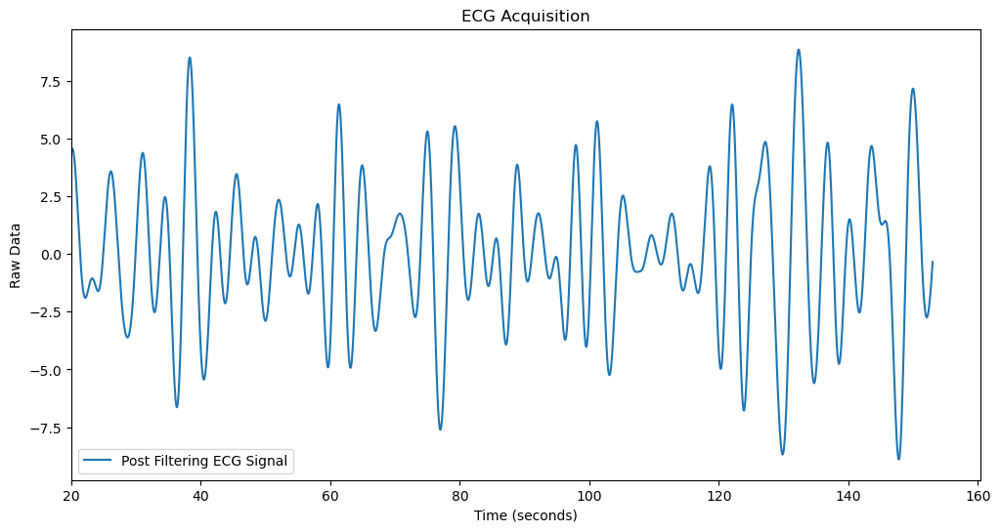 ECG Acquisition
Raw Data
7.5
5.0
2.5
0.0
−2.5
−5.0
−7.5
Post Filtering ECG Signal
20 40 60 80 100 120 140 160
Time (seconds)